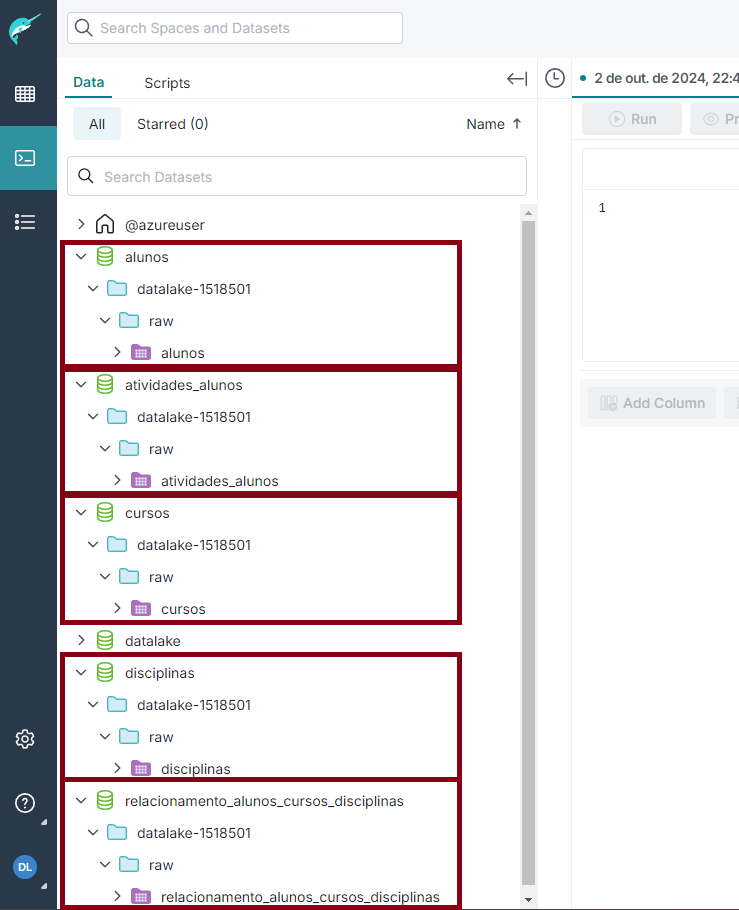 Search Spaces and Datasets
Data
Scripts
2 de out. de 2024, 22:4
All
Starred (0)
Name
Run
Pr
Search Datasets
1
@azureuser
alunos
datalake-1518501
raw
alunos
atividades_alunos
datalake-1518501
raw
Add Column
atividades_alunos
cursos
datalake-1518501
raw
cursos
datalake
disciplinas
datalake-1518501
raw
disciplinas
relacionamento_alunos_cursos_disciplinas
datalake-1518501
raw
relacionamento_alunos_cursos_disciplinas
?
DL